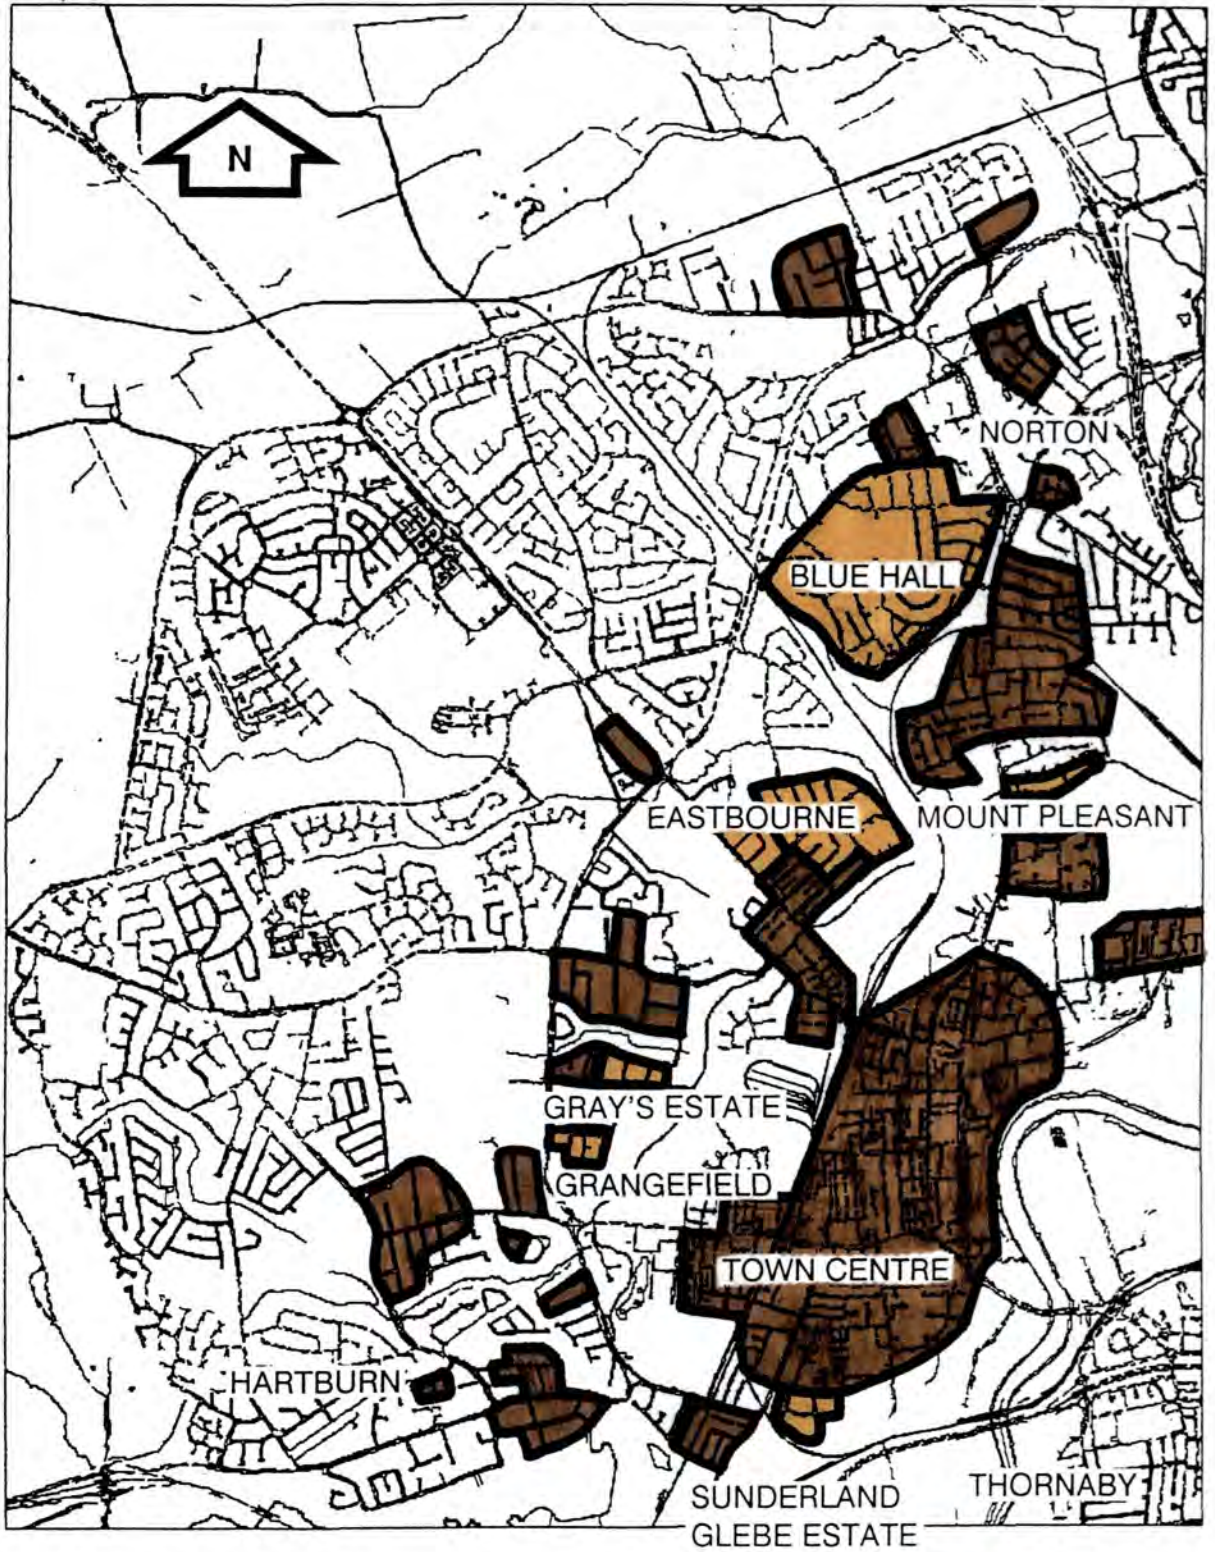 N
NORTON
BLUE HALL
EASTBOURNE
MOUNT PLEASANT
GRAY'S ESTATE
GRANGEFIELD
TOWN CENTRE
HARTBURN
SUNDERLAND
GLEBE ESTATE
THORNABY